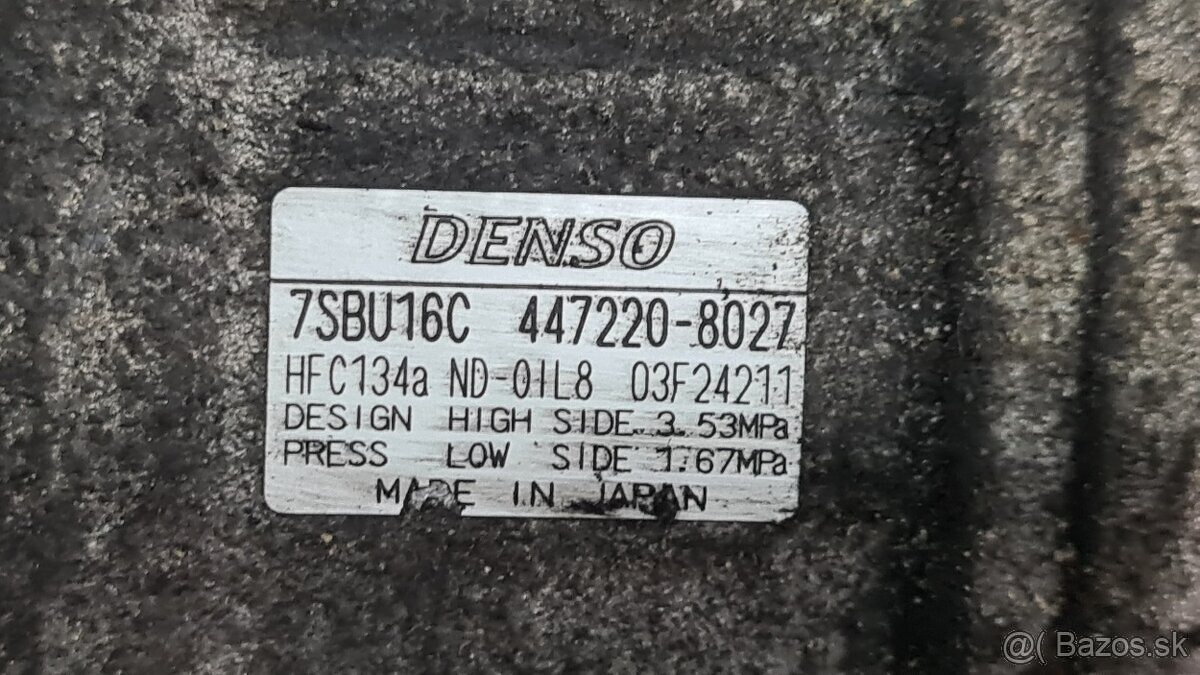 DENSO
7SBU16C 447220-8027
HFC134a ND-OIL8 03F24211
DESIGN HIGH SIDE 3.53MPa
PRESS LOW SIDE 1.67MPa
MADE IN JAPAN
@( Bazos.sk